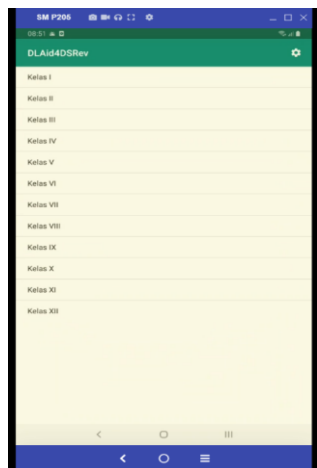 SM P205
08:51
DLAid4DSRev
Kelas I
Kelas II
Kelas III
Kelas IV
Kelas V
Kelas VI
Kelas VII
Kelas VIII
Kelas IX
Kelas X
Kelas XI
Kelas XII